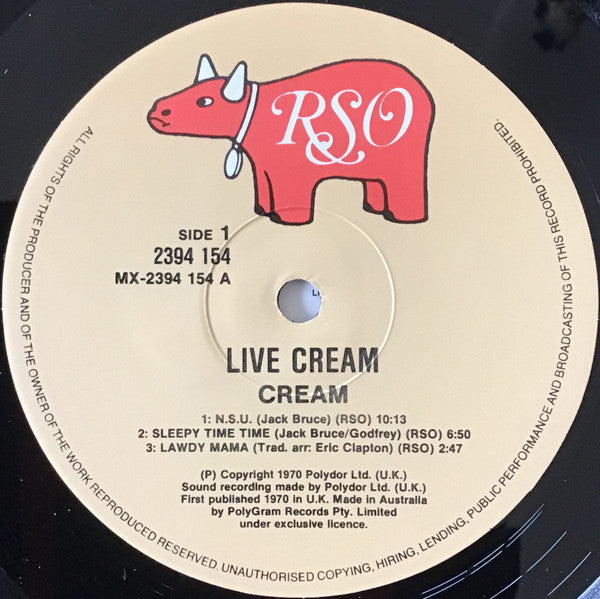 RSO
SIDE 1
2394 154
MX-2394 154 A
LIVE CREAM
CREAM
1: N.S.U. (Jack Bruce) (RSO) 10:13
2: SLEEPY TIME TIME (Jack Bruce/Godfrey) (RSO) 6:50
3: LAWDY MAMA (Trad. arr: Eric Clapton) (RSO) 2:47
(P) Copyright 1970 Polydor Ltd. (U.K.)
Sound recording made by Polydor Ltd. (U.K.)
First published 1970 in U.K. Made in Australia
by PolyGram Records Pty. Limited
under exclusive licence.
ALL RIGHTS OF THE PRODUCER AND OF THE OWNER OF THE WORK REPRODUCED RESERVED. UNAUTHORISED COPYING, HIRING, LENDING, PUBLIC PERFORMANCE AND BROADCASTING OF THIS RECORD PROHIBITED.